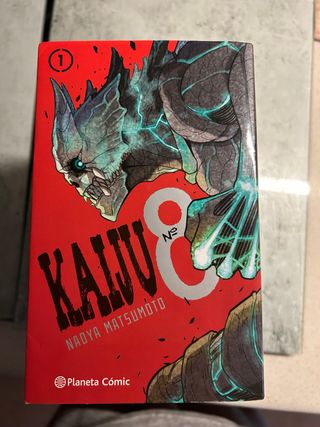 1
KAIJU Nº 8
NAOYA MATSUMOTO
Planeta Cómic